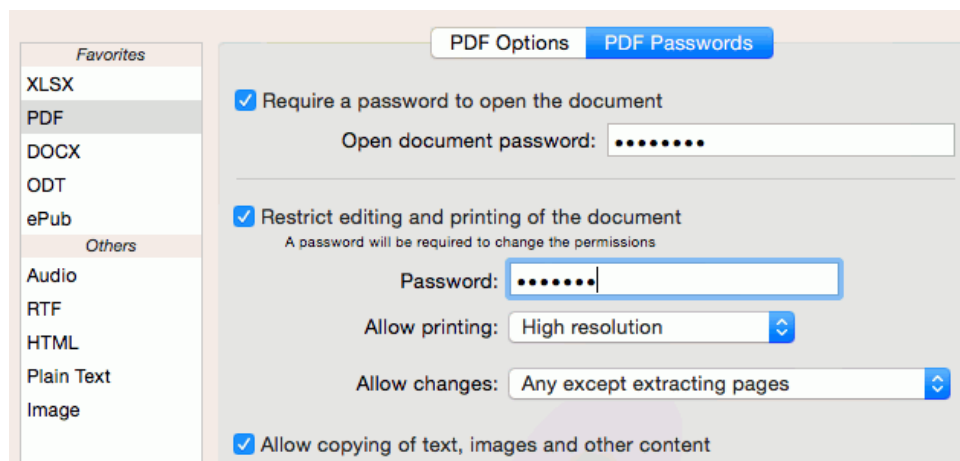 PDF Options PDF Passwords
Favorites
XLSX
PDF
DOCX
ODT
ePub
Others
Audio
RTF
HTML
Plain Text
Image
Require a password to open the document
Open document password: ••••••••
Restrict editing and printing of the document
A password will be required to change the permissions
Password: •••••••
Allow printing: High resolution
Allow changes: Any except extracting pages
Allow copying of text, images and other content